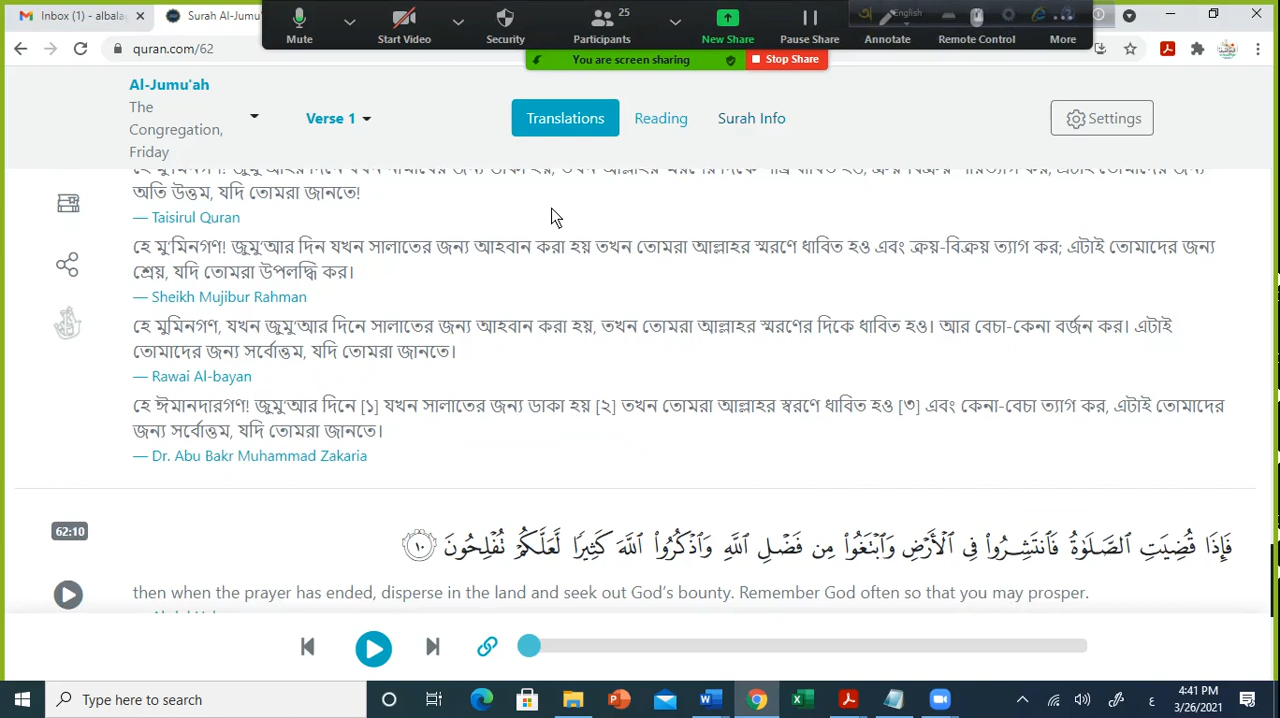 Inbox (1) - albala
Surah Al-Jumu'
English
quran.com/62
Mute
Start Video
Security
25
Participants
New Share
Pause Share
Annotate
Remote Control
More
You are screen sharing
Stop Share
Al-Jumu'ah
The
Congregation,
Friday
Verse 1
Translations
Reading
Surah Info
Settings
অতি উত্তম, যদি তোমরা জানতে!
— Taisirul Quran
হে মু'মিনগণ! জুমু‘আর দিন যখন সালাতের জন্য আহবান করা হয় তখন তোমরা আল্লাহর স্মরণে ধাবিত হও এবং ক্রয়-বিক্রয় ত্যাগ কর; এটাই তোমাদের জন্য
শ্রেয়, যদি তোমরা উপলদ্ধি কর।
— Sheikh Mujibur Rahman
হে মুমিনগণ, যখন জুমু‘আর দিনে সালাতের জন্য আহবান করা হয়, তখন তোমরা আল্লাহর স্মরণের দিকে ধাবিত হও। আর বেচা-কেনা বর্জন কর। এটাই
তোমাদের জন্য সর্বোত্তম, যদি তোমরা জানতে।
— Rawai Al-bayan
হে ঈমানদারগণ! জুমু‘আর দিনে [১] যখন সালাতের জন্য ডাকা হয় [২] তখন তোমরা আল্লাহর স্বরণে ধাবিত হও [৩] এবং কেনা-বেচা ত্যাগ কর, এটাই তোমাদের
জন্য সর্বোত্তম, যদি তোমরা জানতে।
— Dr. Abu Bakr Muhammad Zakaria
62:10
فَإِذَا قُضِيَتِ ٱلصَّلَوٰةُ فَٱنتَشِرُوا۟ فِى ٱلْأَرْضِ وَٱبْتَغُوا۟ مِن فَضْلِ ٱللَّهِ وَٱذْكُرُوا۟ ٱللَّهَ كَثِيرًا لَّعَلَّكُمْ تُفْلِحُونَ ١٠
then when the prayer has ended, disperse in the land and seek out God's bounty. Remember God often so that you may prosper.
Type here to search
ع
4:41 PM
3/26/2021